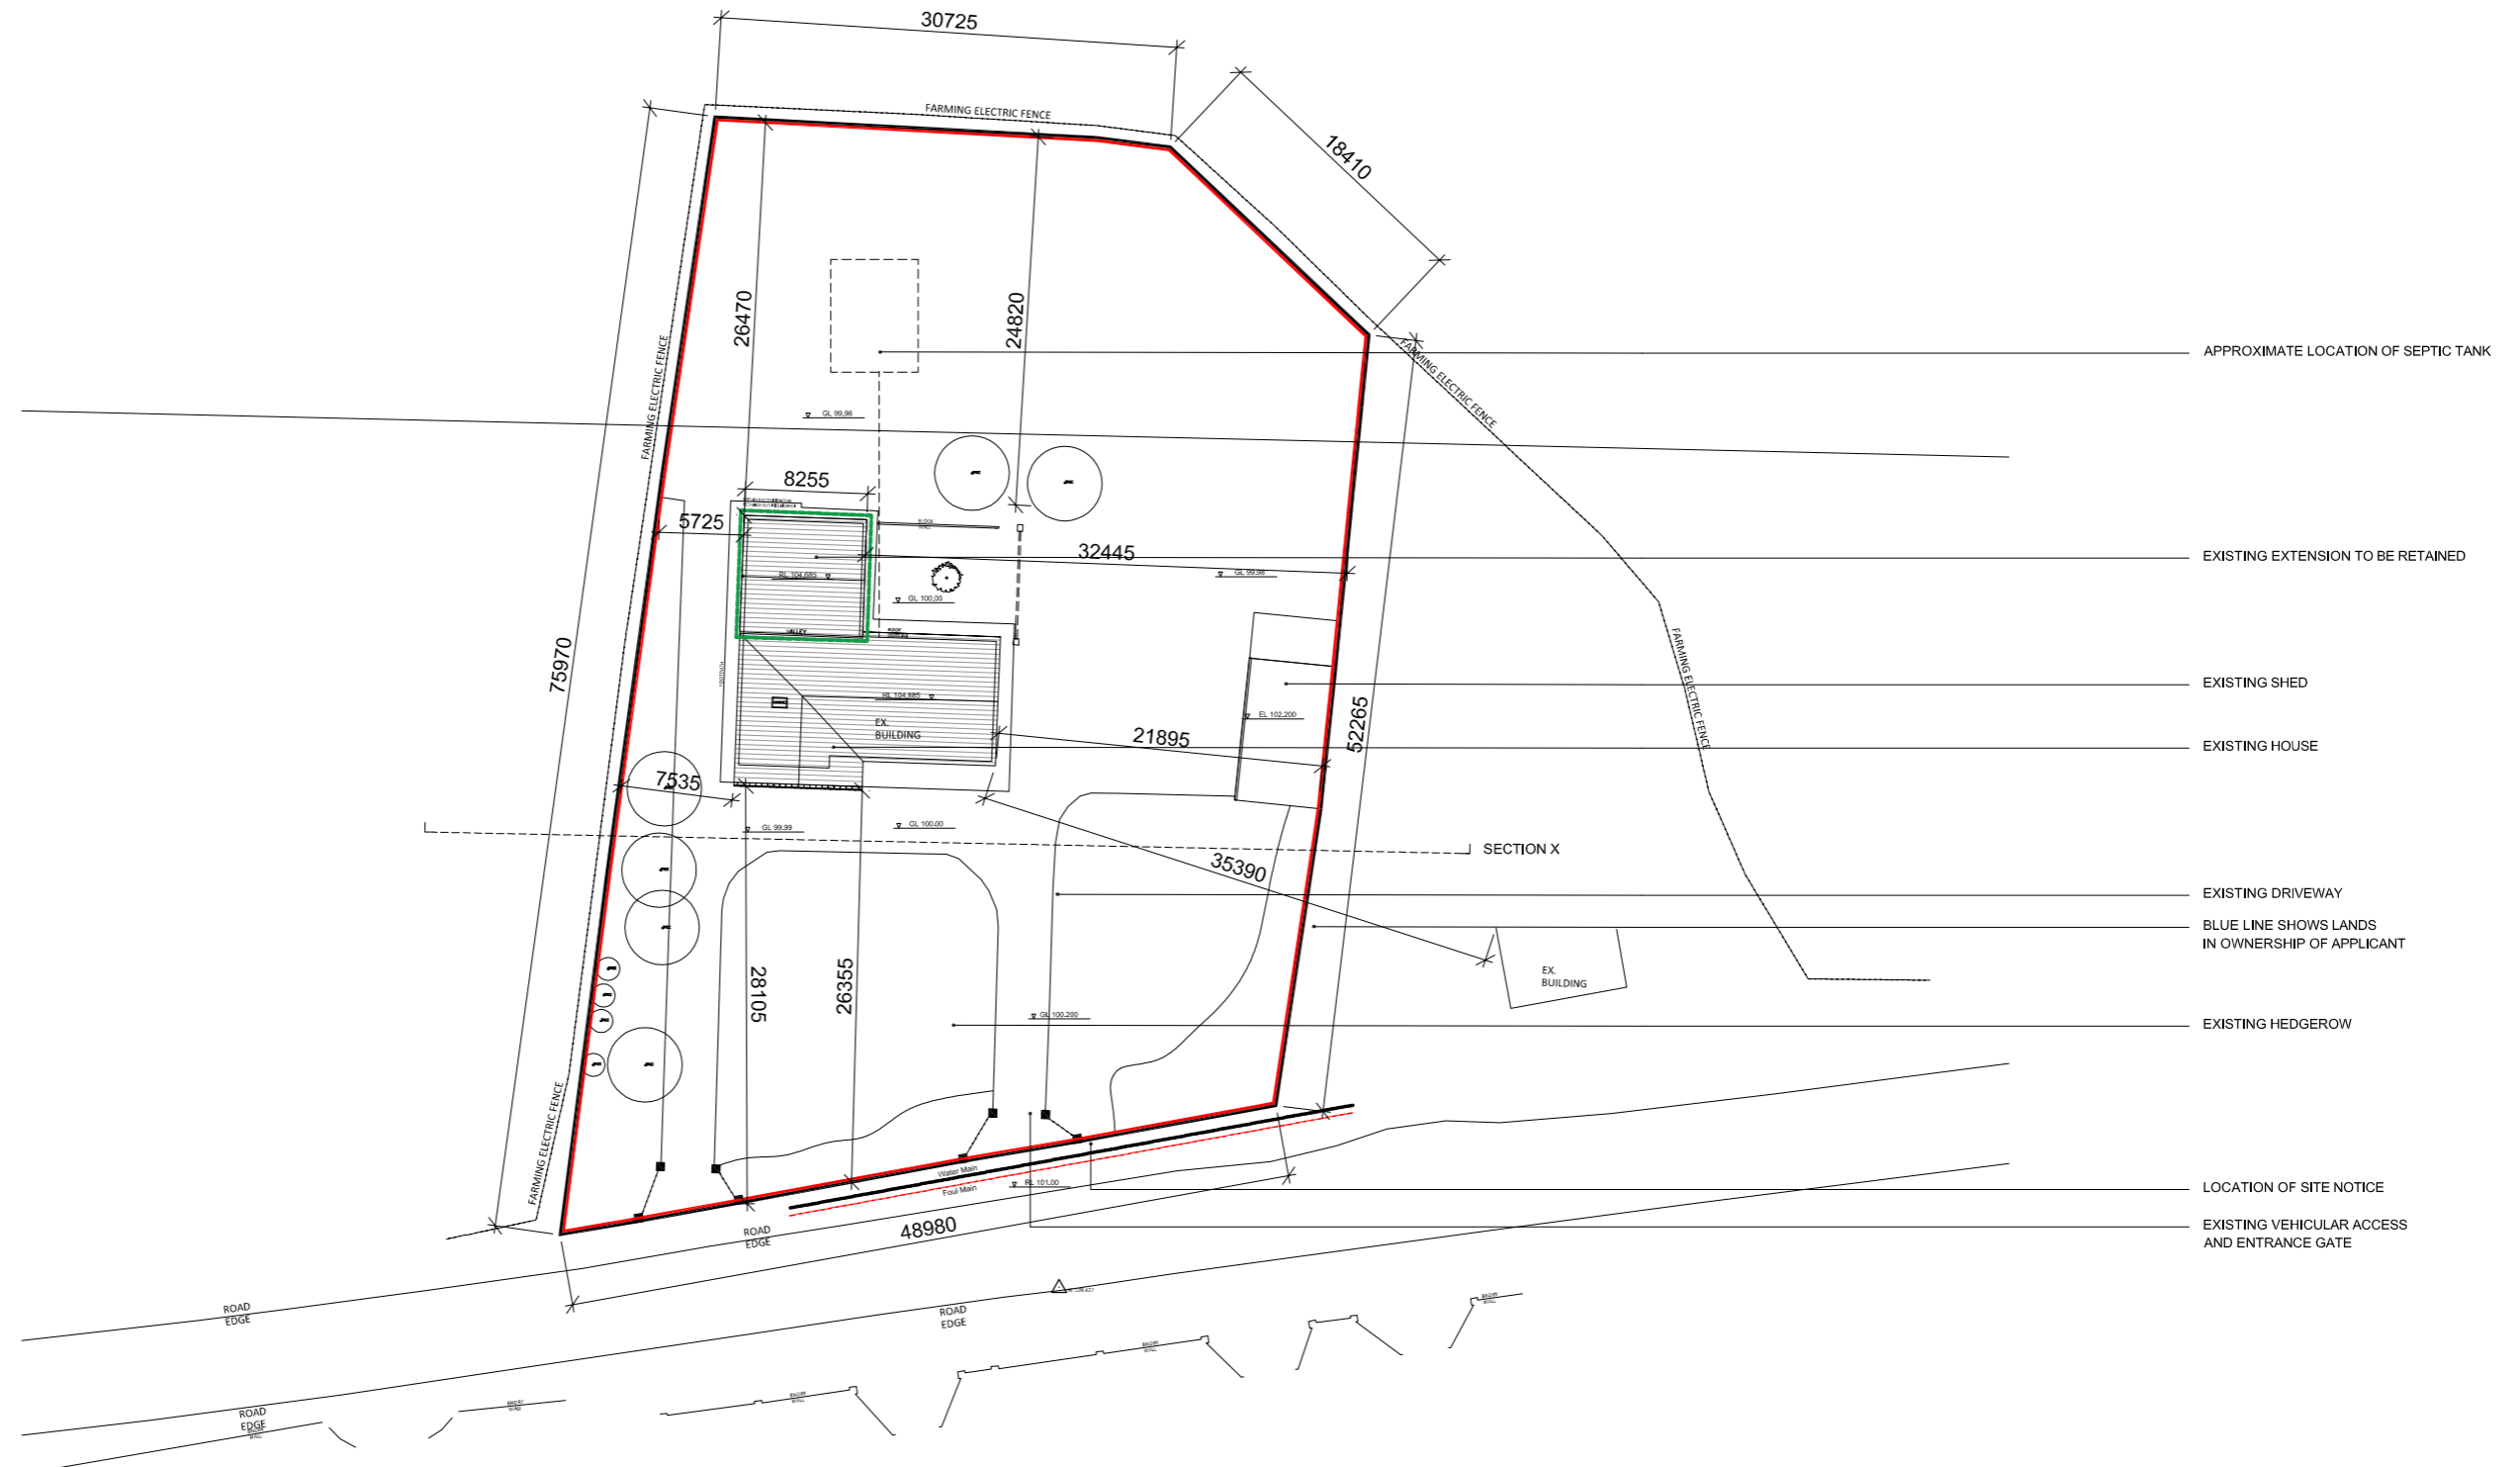 30725
FARMING ELECTRIC FENCE
18410
26470
24820
APPROXIMATE LOCATION OF SEPTIC TANK
FARMING ELECTRIC FENCE
FARMING ELECTRIC FENCE
GL 99,96
8255
5725
BLOCK
WALL
32445
EXISTING EXTENSION TO BE RETAINED
RL 104,685
GL 99.98
GL 100,00
VALLEY
ROOF
75970
FARMING ELECTRIC FENCE
EXISTING SHED
RL 104,685
EX.
BUILDING
EL 102.200
21895
52265
EXISTING HOUSE
7535
GL 99.99
GL 100.00
SECTION X
35390
EXISTING DRIVEWAY
BLUE LINE SHOWS LANDS
IN OWNERSHIP OF APPLICANT
28105
26355
EX.
BUILDING
GL 100.200
EXISTING HEDGEROW
FARMING ELECTRIC FENCE
Water Main
Foul Main
RL 101.00
LOCATION OF SITE NOTICE
48980
ROAD
EDGE
EXISTING VEHICULAR ACCESS
AND ENTRANCE GATE
ROAD
EDGE
ROAD
EDGE
ROAD
EDGE